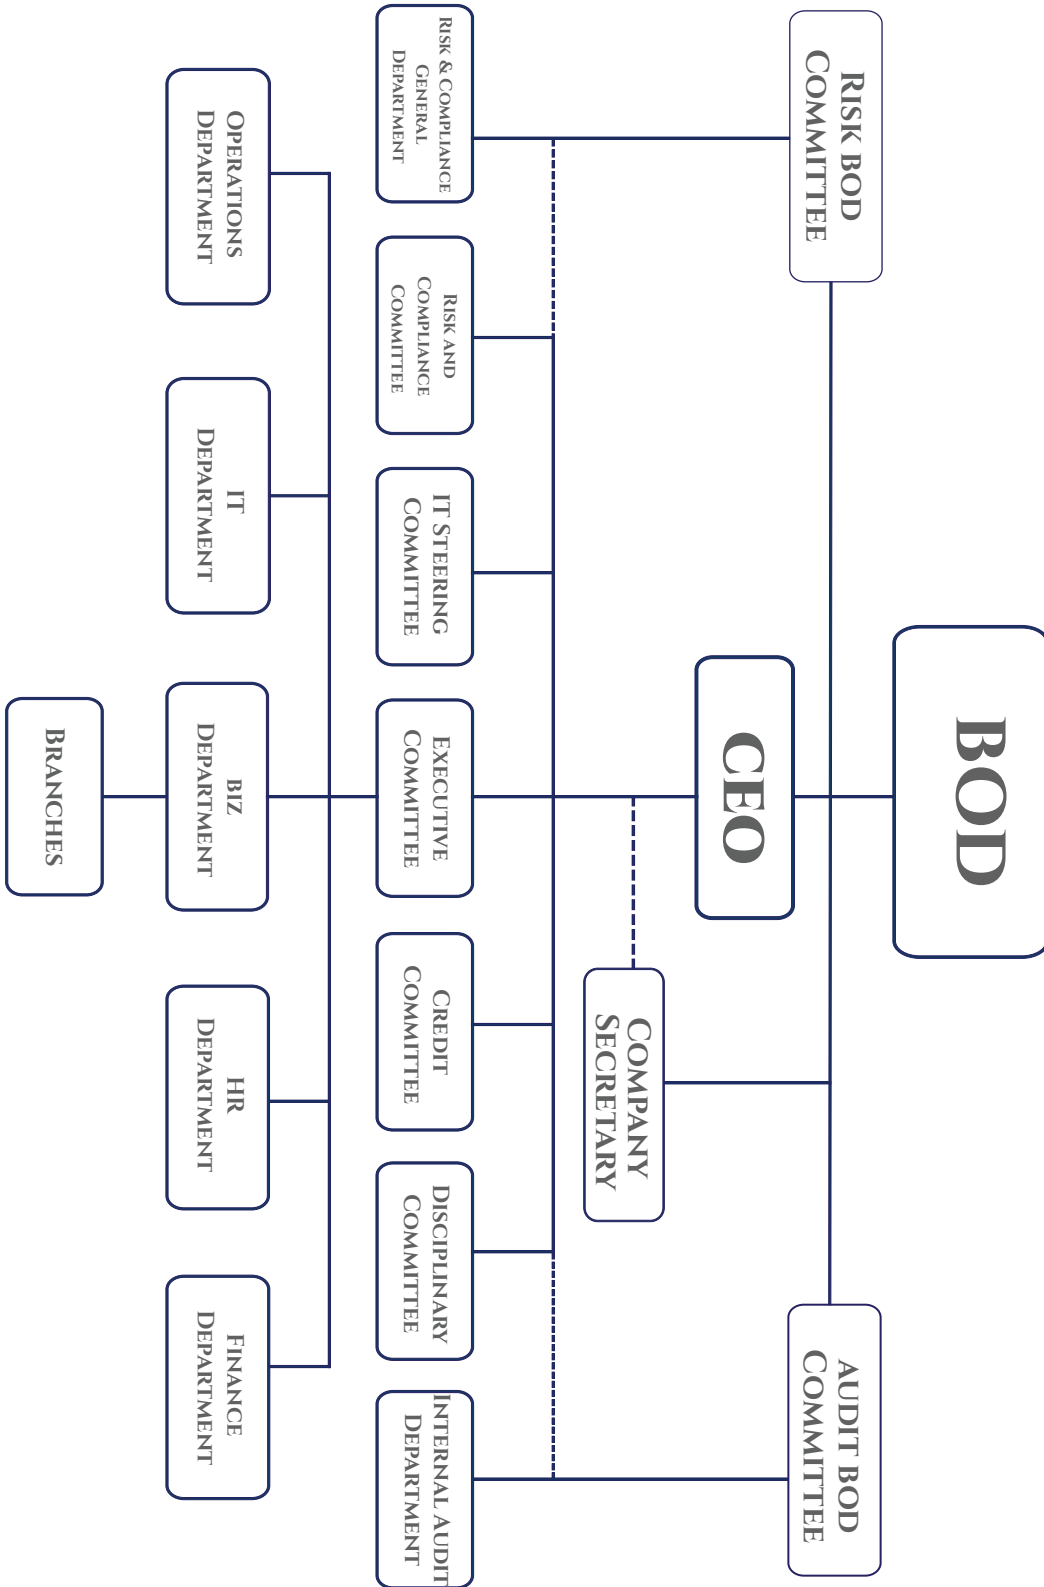 BOD
RISK BOD
COMMITTEE
AUDIT BOD
COMMITTEE
CEO
COMPANY
SECRETARY
RISK & COMPLIANCE
GENERAL
DEPARTMENT
RISK AND
COMPLIANCE
COMMITTEE
IT STEERING
COMMITTEE
EXECUTIVE
COMMITTEE
CREDIT
COMMITTEE
DISCIPLINARY
COMMITTEE
INTERNAL AUDIT
DEPARTMENT
OPERATIONS
DEPARTMENT
IT
DEPARTMENT
BIZ
DEPARTMENT
HR
DEPARTMENT
FINANCE
DEPARTMENT
BRANCHES